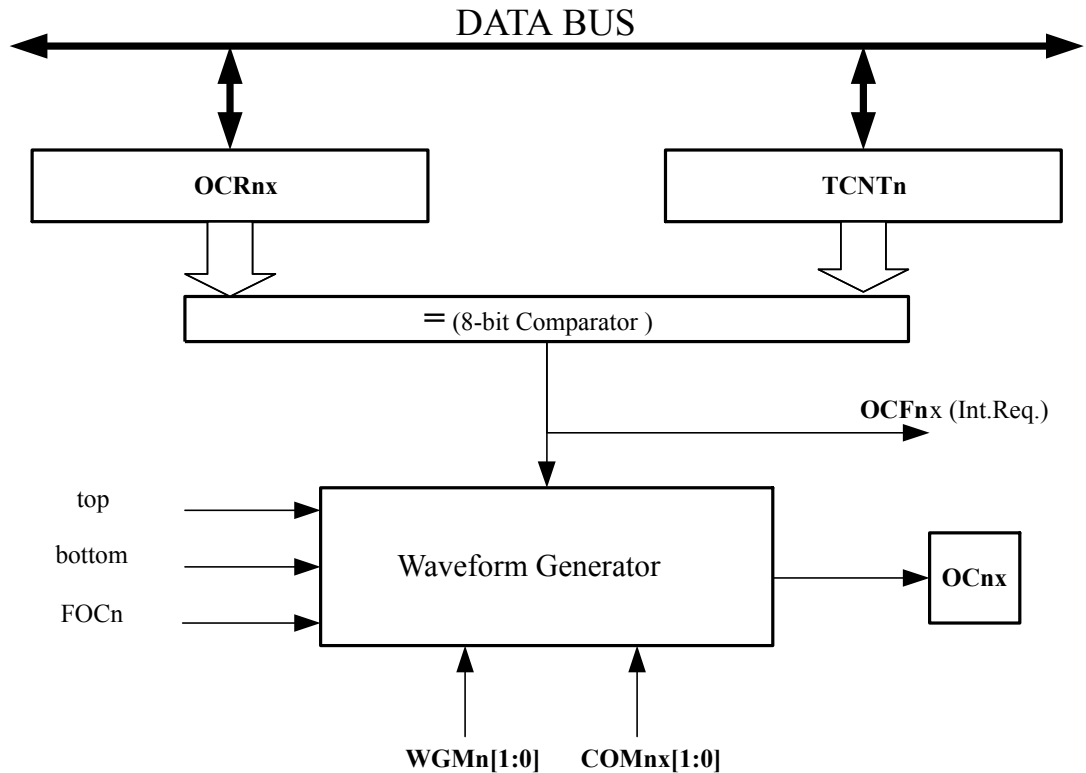 DATA BUS
OCRnx
TCNTn
= (8-bit Comparator )
OCFnx (Int.Req.)
top
bottom
FOCn
Waveform Generator
OCnx
WGMn[1:0]
COMnx[1:0]